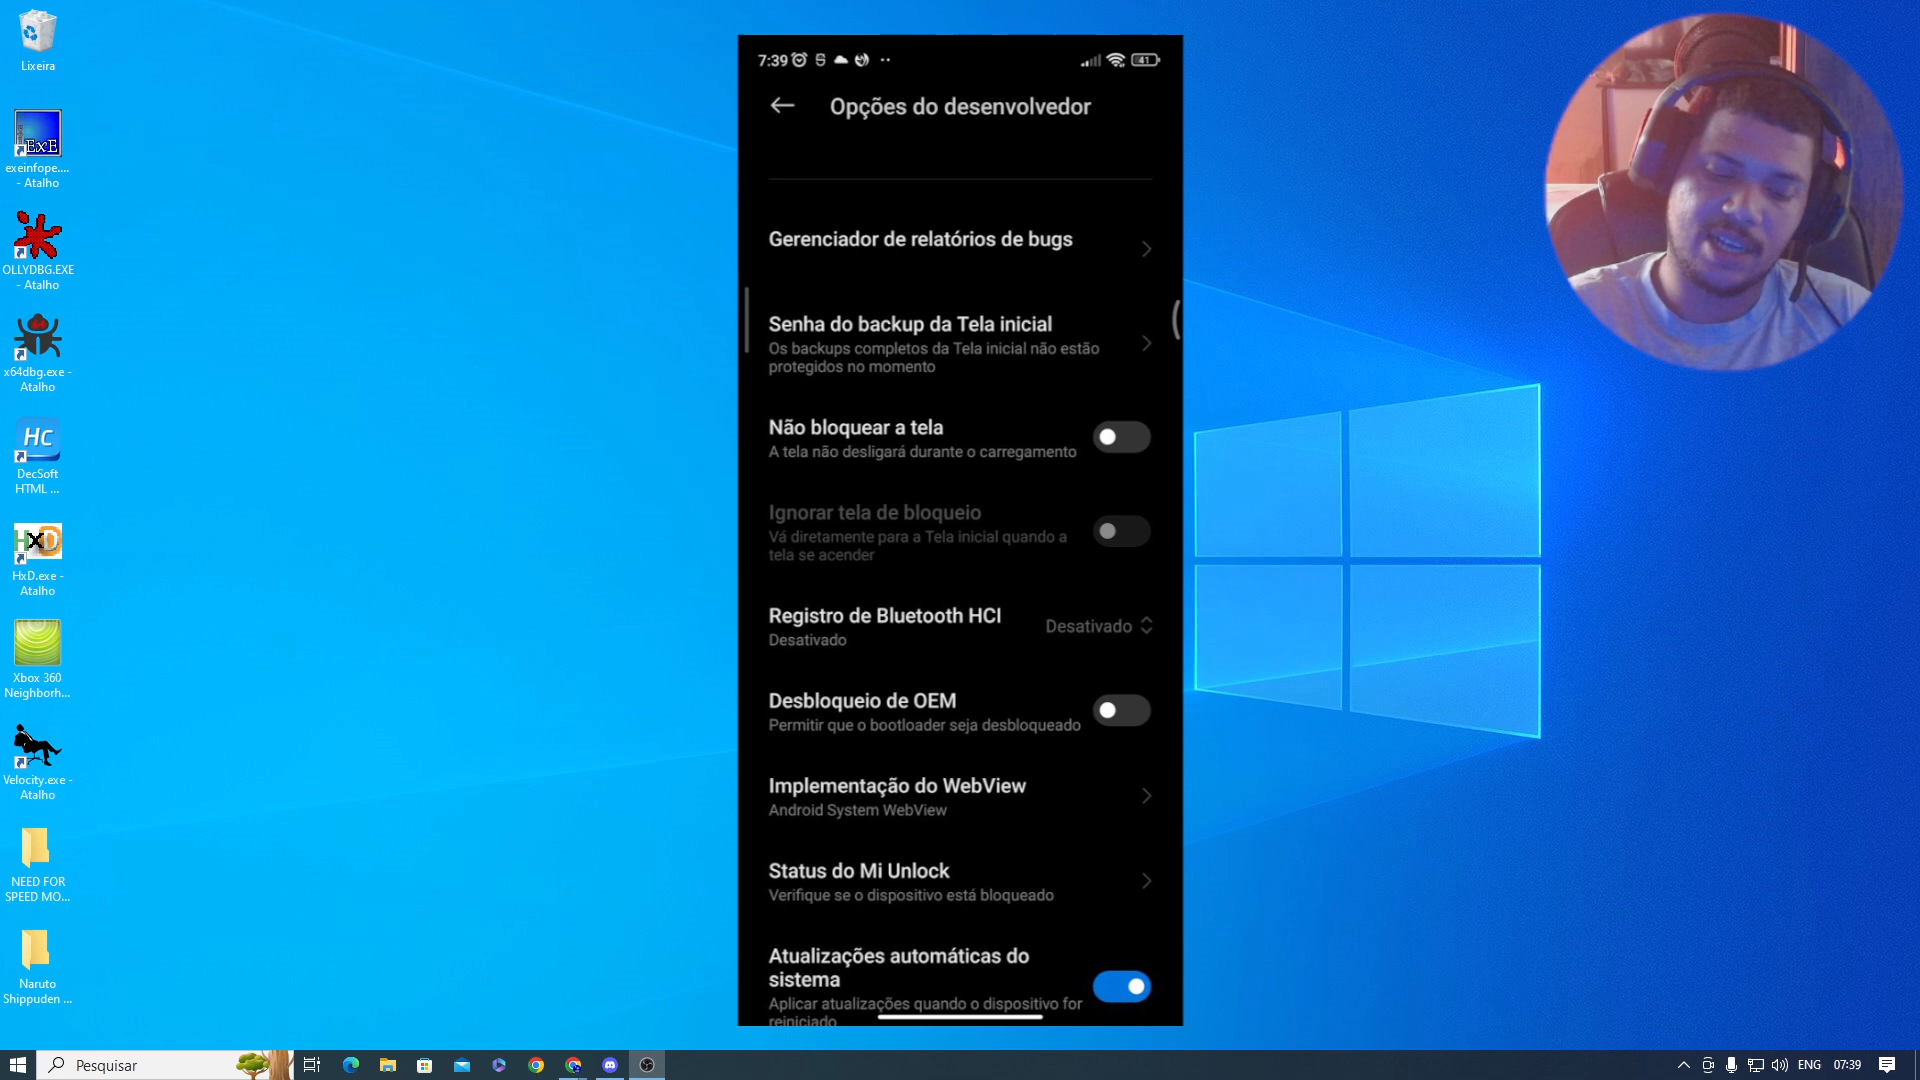 Lixeira
exeinfope....
- Atalho
OLLYDBG.EXE
- Atalho
x64dbg.exe -
Atalho
HC
DecSoft
HTML ...
HxD
HxD.exe -
Atalho
Xbox 360
Neighborh...
Velocity.exe -
Atalho
NEED FOR
SPEED MO...
Naruto
Shippuden ...
ExE
7:39
41
Opções do desenvolvedor
Gerenciador de relatórios de bugs
Senha do backup da Tela inicial
Os backups completos da Tela inicial não estão
protegidos no momento
Não bloquear a tela
A tela não desligará durante o carregamento
Ignorar tela de bloqueio
Vá diretamente para a Tela inicial quando a
tela se acender
Registro de Bluetooth HCI
Desativado
Desativado
Desbloqueio de OEM
Permitir que o bootloader seja desbloqueado
Implementação do WebView
Android System WebView
Status do Mi Unlock
Verifique se o dispositivo está bloqueado
Atualizações automáticas do
sistema
Aplicar atualizações quando o dispositivo for
reiniciado
Pesquisar
ENG
07:39